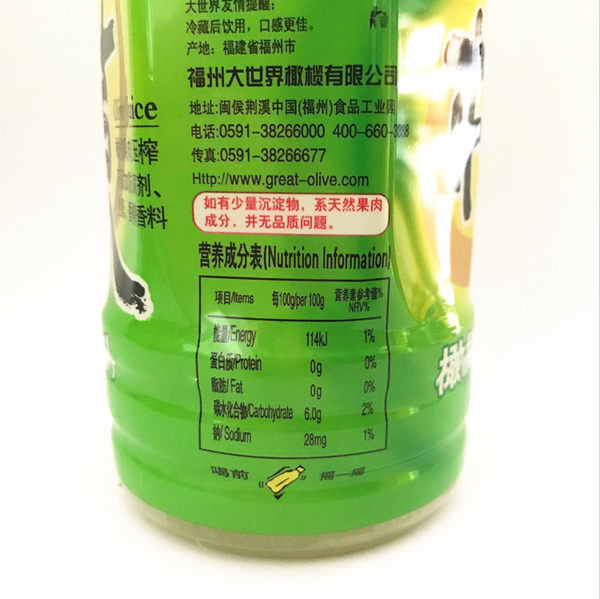 大世界友情提醒:
冷藏后饮用,口感更佳。
产地: 福建省福州市
福州大世界橄榄有限公司
地址:闽侯荆溪中国(福州)食品工业园
电话:0591-38266000 400-660-
传真:0591-38266677
Http://www.great-olive.com
如有少量沉淀物, 系天然果肉
成分, 并无品质问题。
营养成分表(Nutrition Information)
项目/Items 每100g/per 100g 营养素参考值%
NRV%
能量/Energy 114kJ 1%
蛋白质/Protein 0g 0%
脂肪/ Fat 0g 0%
碳水化合物/Carbohydrate 6.0g 2%
钠/ Sodium 28mg 1%
喝前 摇一摇
榨
剂、
香料
橄